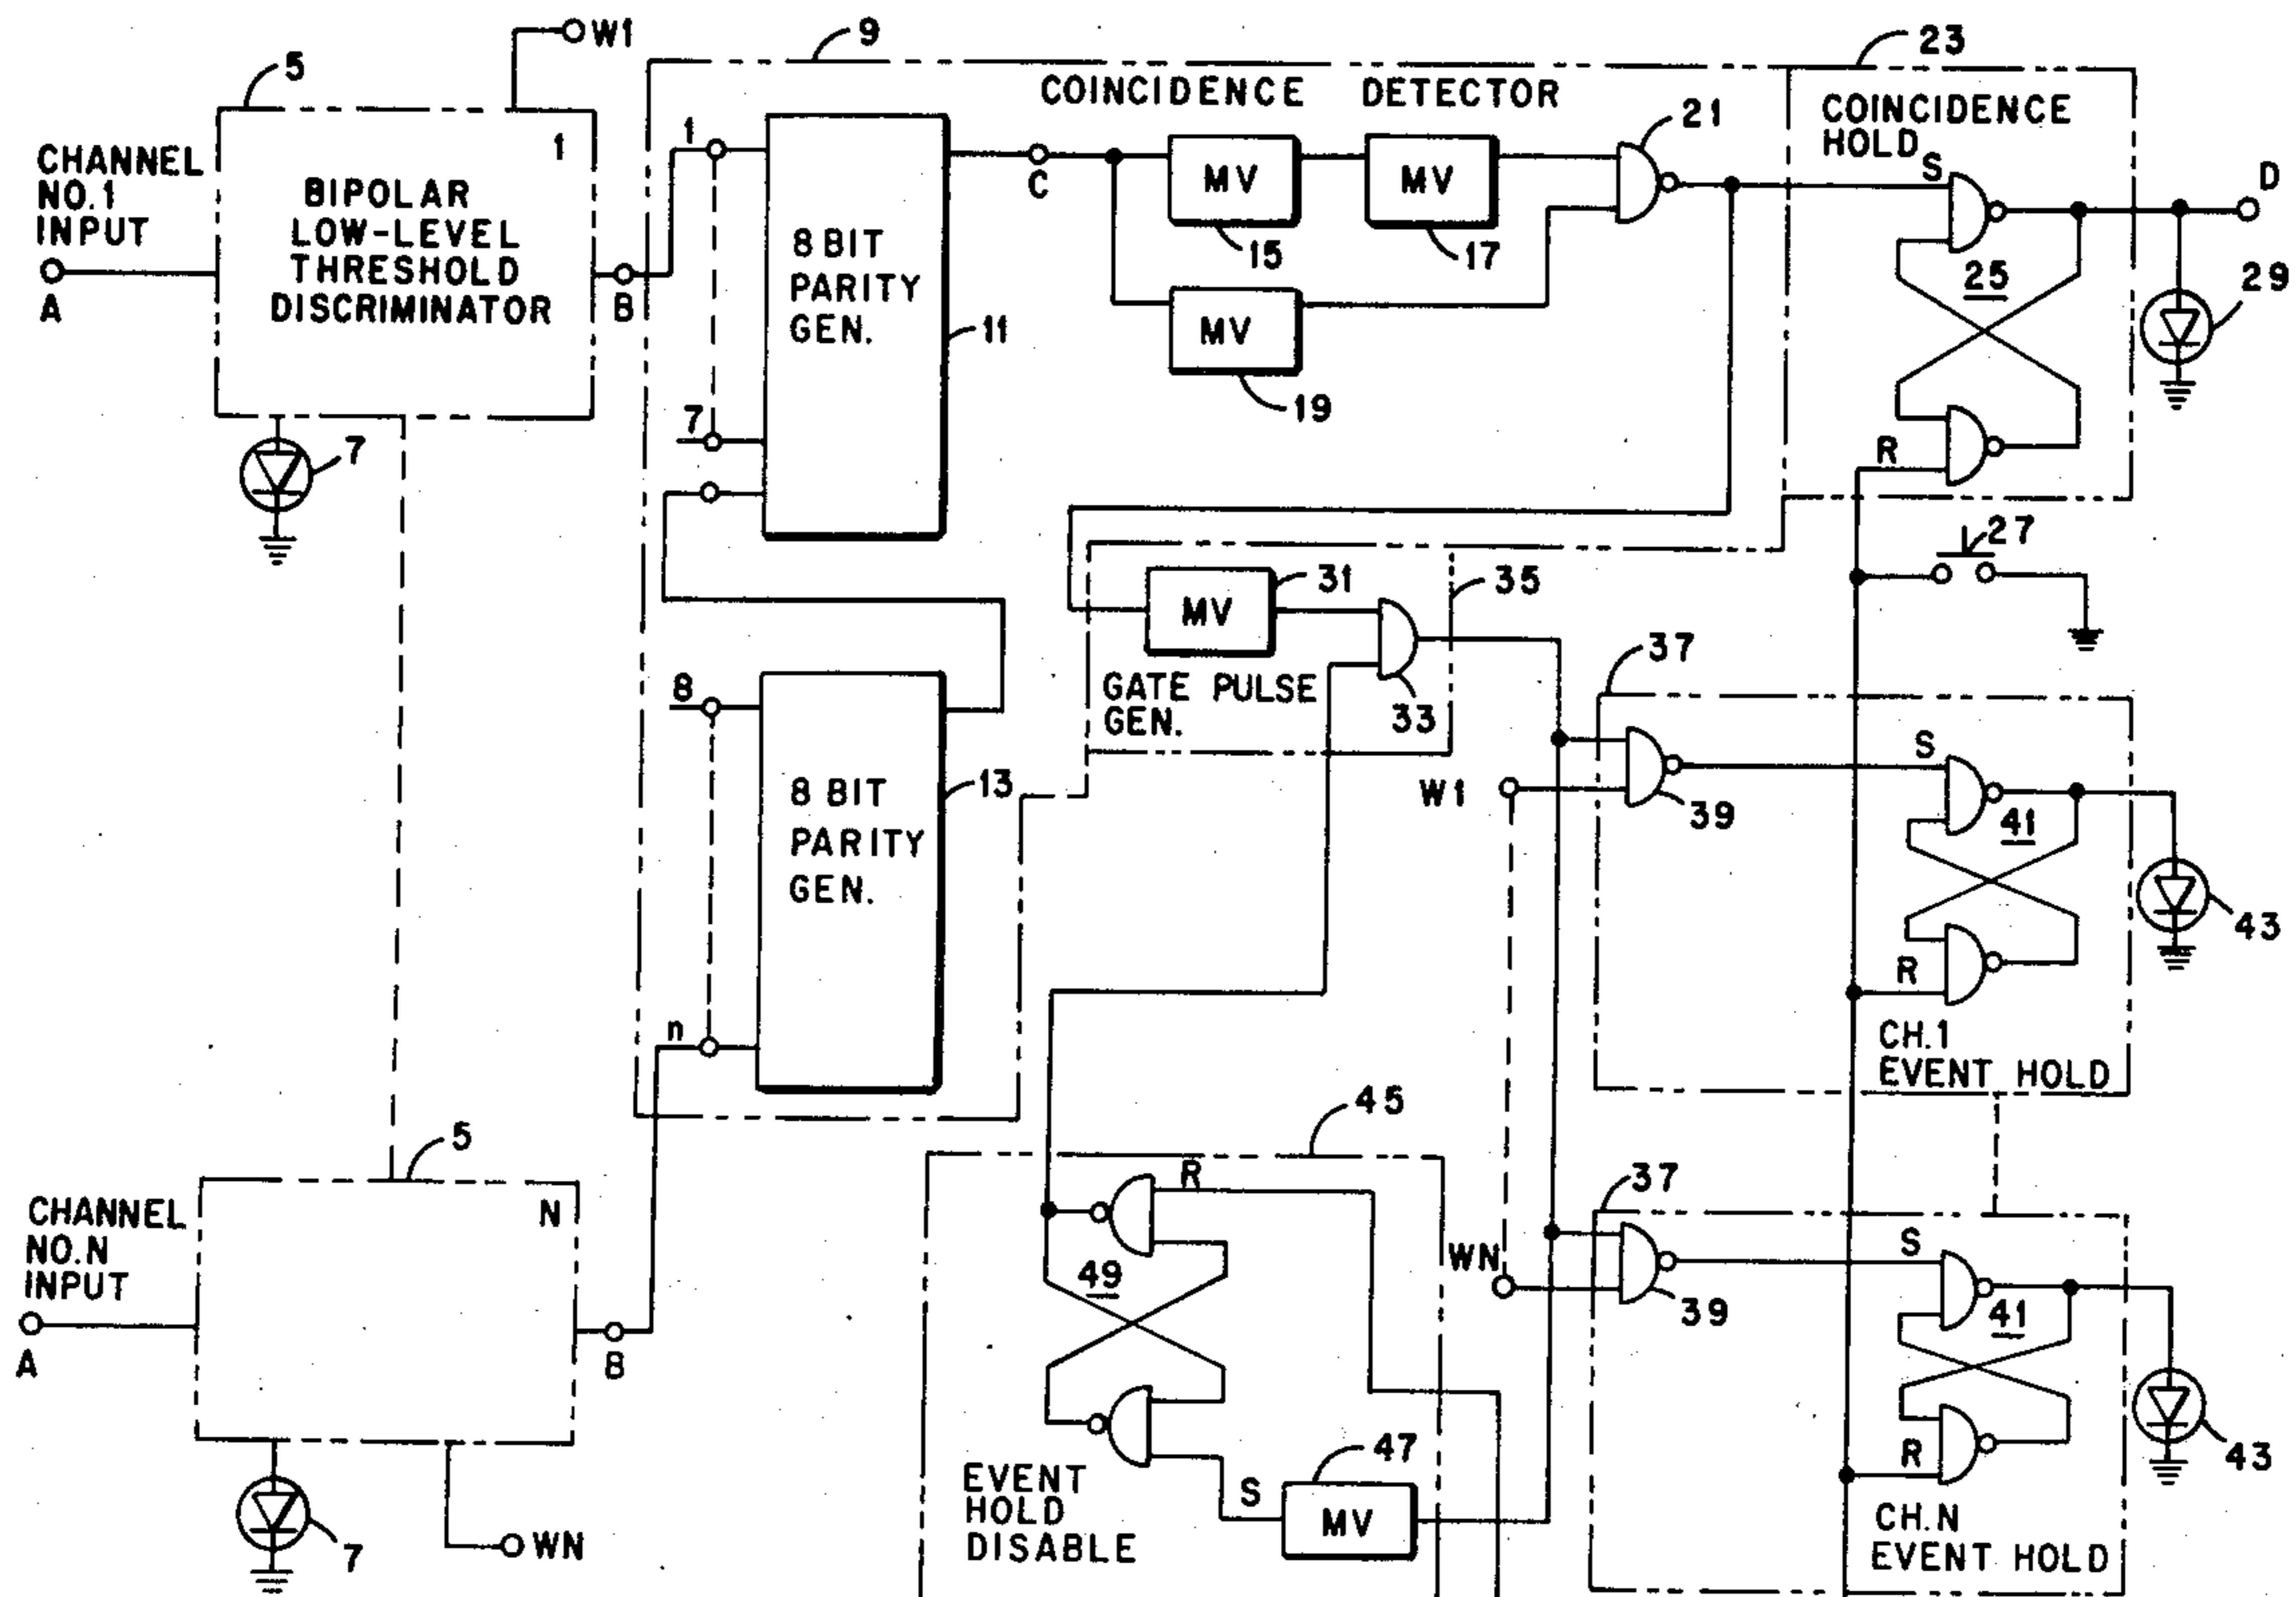 W1
9
23
5
COINCIDENCE DETECTOR
COINCIDENCE
HOLD
21
1
1
CHANNEL
NO.1
INPUT
A
BIPOLAR
LOW-LEVEL
THRESHOLD
DISCRIMINATOR
B
8 BIT
PARITY
GEN.
11
C
MV
15
MV
17
MV
19
S
D
25
29
R
7
7
27
MV
31
35
GATE PULSE
GEN.
33
37
8
8 BIT
PARITY
GEN.
13
n
W1
39
S
41
43
R
CH.1
EVENT HOLD
45
5
CHANNEL
NO.N
INPUT
A
N
B
7
WN
R
49
EVENT
HOLD
DISABLE
S
MV
47
WN
37
39
S
41
43
R
CH.N
EVENT HOLD